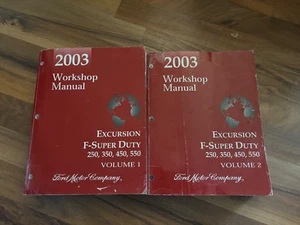 2003
Workshop
Manual
EXCURSION
F-SUPER DUTY
250, 350, 450, 550
VOLUME 1
Ford Motor Company
2003
Workshop
Manual
EXCURSION
F-SUPER DUTY
250, 350, 450, 550
VOLUME 2
Ford Motor Company